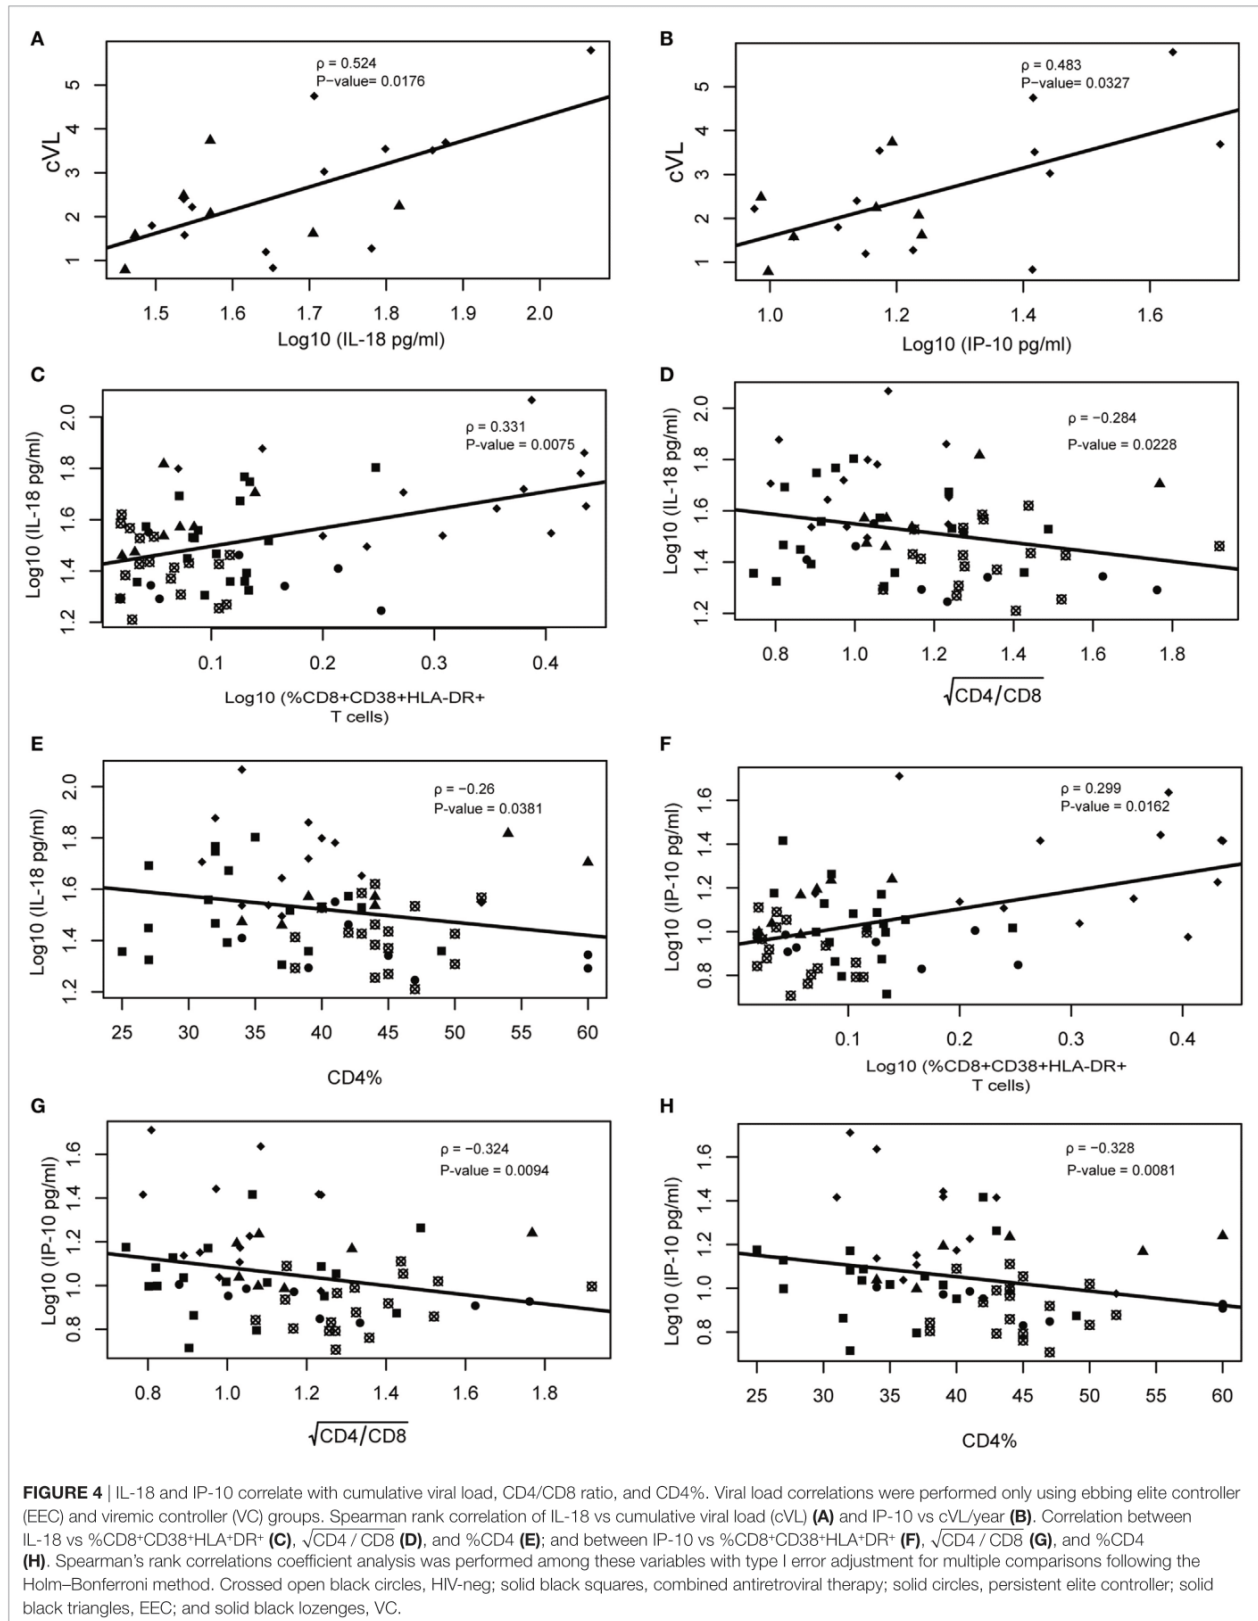 A
ρ = 0.524
P−value= 0.0176
cVL
5
4
3
2
1
1.5 1.6 1.7 1.8 1.9 2.0
Log10 (IL-18 pg/ml)
B
ρ = 0.483
P−value= 0.0327
cVL
5
4
3
2
1
1.0 1.2 1.4 1.6
Log10 (IP-10 pg/ml)
C
ρ = 0.331
P-value = 0.0075
Log10 (IL-18 pg/ml)
2.0
1.8
1.6
1.4
1.2
0.1 0.2 0.3 0.4
Log10 (%CD8+CD38+HLA-DR+
T cells)
D
ρ = −0.284
P-value = 0.0228
Log10 (IL-18 pg/ml)
2.0
1.8
1.6
1.4
1.2
0.8 1.0 1.2 1.4 1.6 1.8
√CD4/CD8
E
ρ = −0.26
P-value = 0.0381
Log10 (IL-18 pg/ml)
2.0
1.8
1.6
1.4
1.2
25 30 35 40 45 50 55 60
CD4%
F
ρ = 0.299
P-value = 0.0162
Log10 (IP-10 pg/ml)
1.6
1.4
1.2
1.0
0.8
0.1 0.2 0.3 0.4
Log10 (%CD8+CD38+HLA-DR+
T cells)
G
ρ = −0.324
P-value = 0.0094
Log10 (IP-10 pg/ml)
1.6
1.4
1.2
1.0
0.8
0.8 1.0 1.2 1.4 1.6 1.8
√CD4/CD8
H
ρ = −0.328
P-value = 0.0081
Log10 (IP-10 pg/ml)
1.6
1.4
1.2
1.0
0.8
25 30 35 40 45 50 55 60
CD4%
FIGURE 4 | IL-18 and IP-10 correlate with cumulative viral load, CD4/CD8 ratio, and CD4%. Viral load correlations were performed only using ebbing elite controller
(EEC) and viremic controller (VC) groups. Spearman rank correlation of IL-18 vs cumulative viral load (cVL) (A) and IP-10 vs cVL/year (B). Correlation between
IL-18 vs %CD8⁺CD38⁺HLA⁺DR⁺ (C), √CD4 / CD8 (D), and %CD4 (E); and between IP-10 vs %CD8⁺CD38⁺HLA⁺DR⁺ (F), √CD4 / CD8 (G), and %CD4
(H). Spearman's rank correlations coefficient analysis was performed among these variables with type I error adjustment for multiple comparisons following the
Holm–Bonferroni method. Crossed open black circles, HIV-neg; solid black squares, combined antiretroviral therapy; solid circles, persistent elite controller; solid
black triangles, EEC; and solid black lozenges, VC.